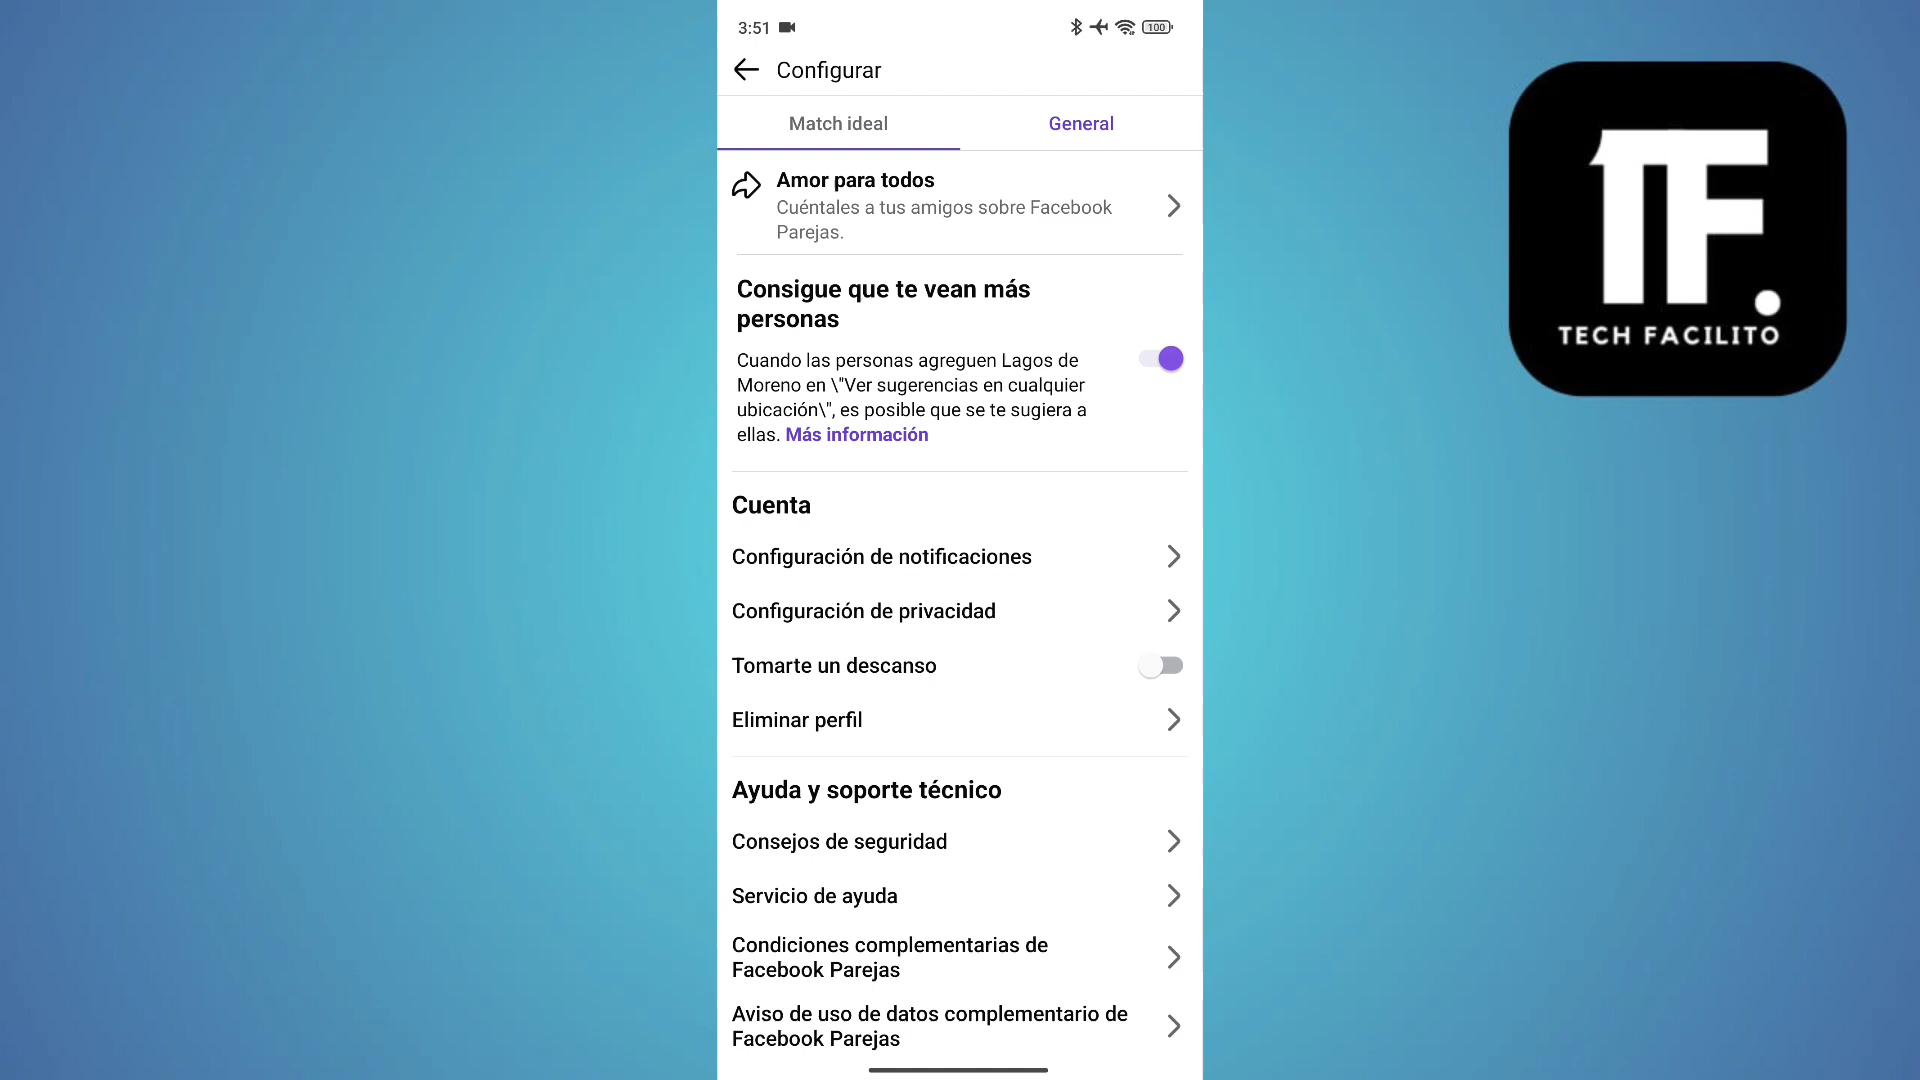 3:51
100
Configurar
Match ideal
General
Amor para todos
Cuéntales a tus amigos sobre Facebook
Parejas.
Consigue que te vean más
personas
Cuando las personas agreguen Lagos de
Moreno en \"Ver sugerencias en cualquier
ubicación\", es posible que se te sugiera a
ellas. Más información
Cuenta
Configuración de notificaciones
Configuración de privacidad
Tomarte un descanso
Eliminar perfil
Ayuda y soporte técnico
Consejos de seguridad
Servicio de ayuda
Condiciones complementarias de
Facebook Parejas
Aviso de uso de datos complementario de
Facebook Parejas
TF.
TECH FACILITO